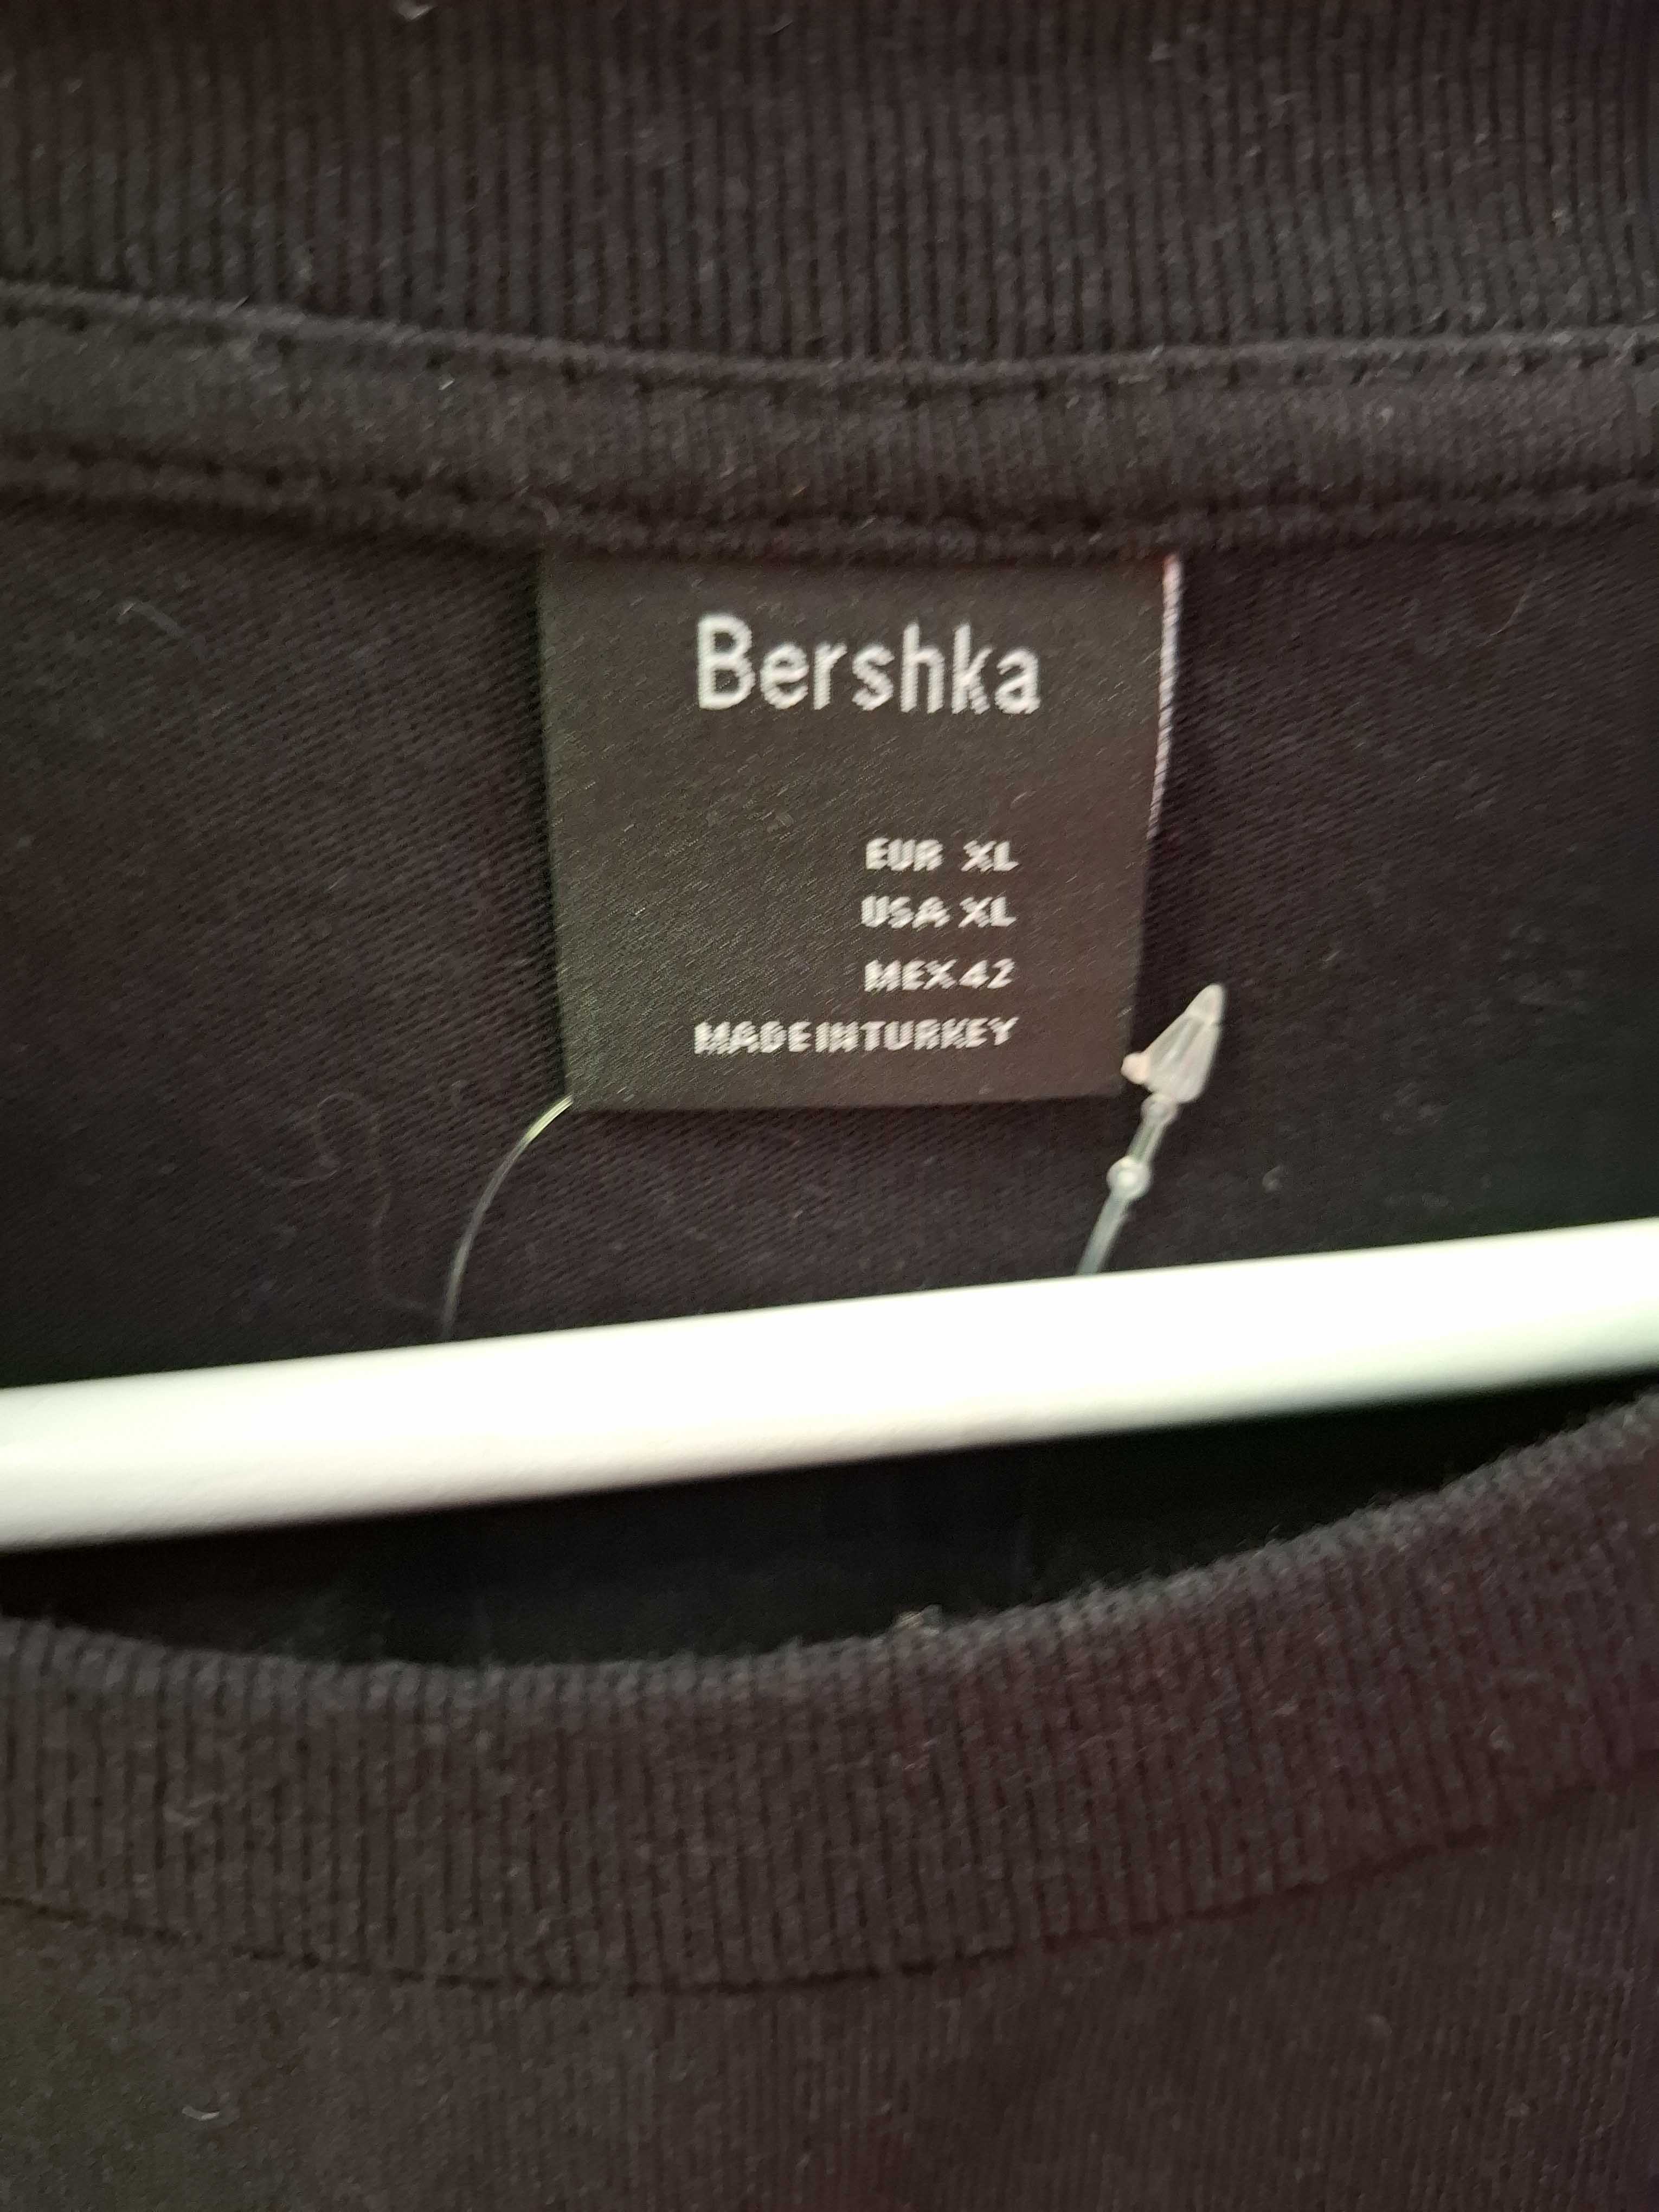 Bershka
EUR XL
USA XL
MEX 42
MADE IN TURKEY